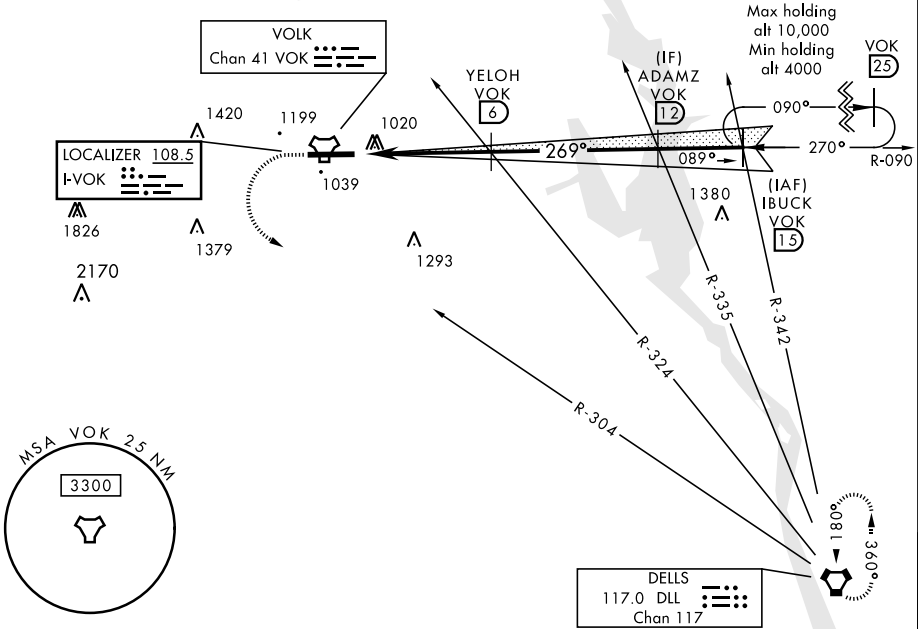 Max holding
alt 10,000
Min holding
alt 4000
VOK
25
VOLK
Chan 41 VOK
(IF)
ADAMZ
VOK
12
YELOH
VOK
6
090°
1420
1199
1020
LOCALIZER 108.5
I-VOK
269°
089°
270°
R-090
1039
(IAF)
IBUCK
VOK
15
1380
1826
1379
1293
2170
R-335
R-342
R-324
R-304
MSA VOK 25 NM
3300
180°
360°
DELLS
117.0 DLL
Chan 117